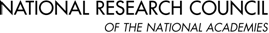 NATIONAL RESEARCH COUNCIL
OF THE NATIONAL ACADEMIES